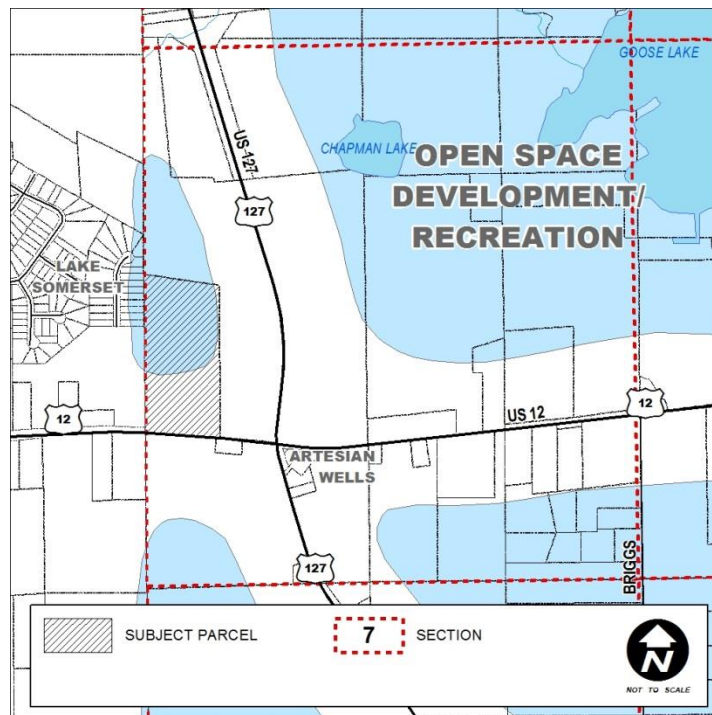 GOOSE LAKE
US 127
CHAPMAN LAKE
OPEN SPACE
DEVELOPMENT/
RECREATION
127
LAKE
SOMERSET
12
US 12
12
ARTESIAN
WELLS
127
BRIGGS
SUBJECT PARCEL
7
SECTION
N
NOT TO SCALE